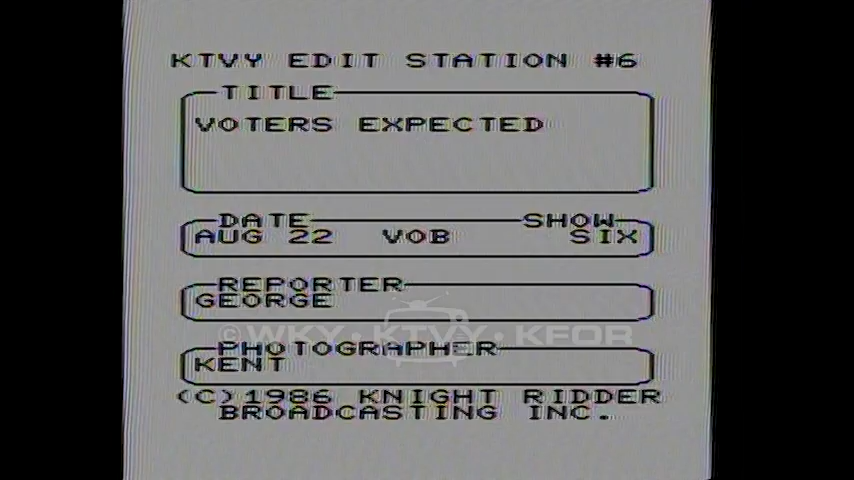 KTVY EDIT STATION #6
TITLE
VOTERS EXPECTED
DATE SHOW
AUG 22 VOB SIX
REPORTER
GEORGE
©WKY · KTVY · KFOR
PHOTOGRAPHER
KENT
(C)1986 KNIGHT RIDDER
BROADCASTING INC.